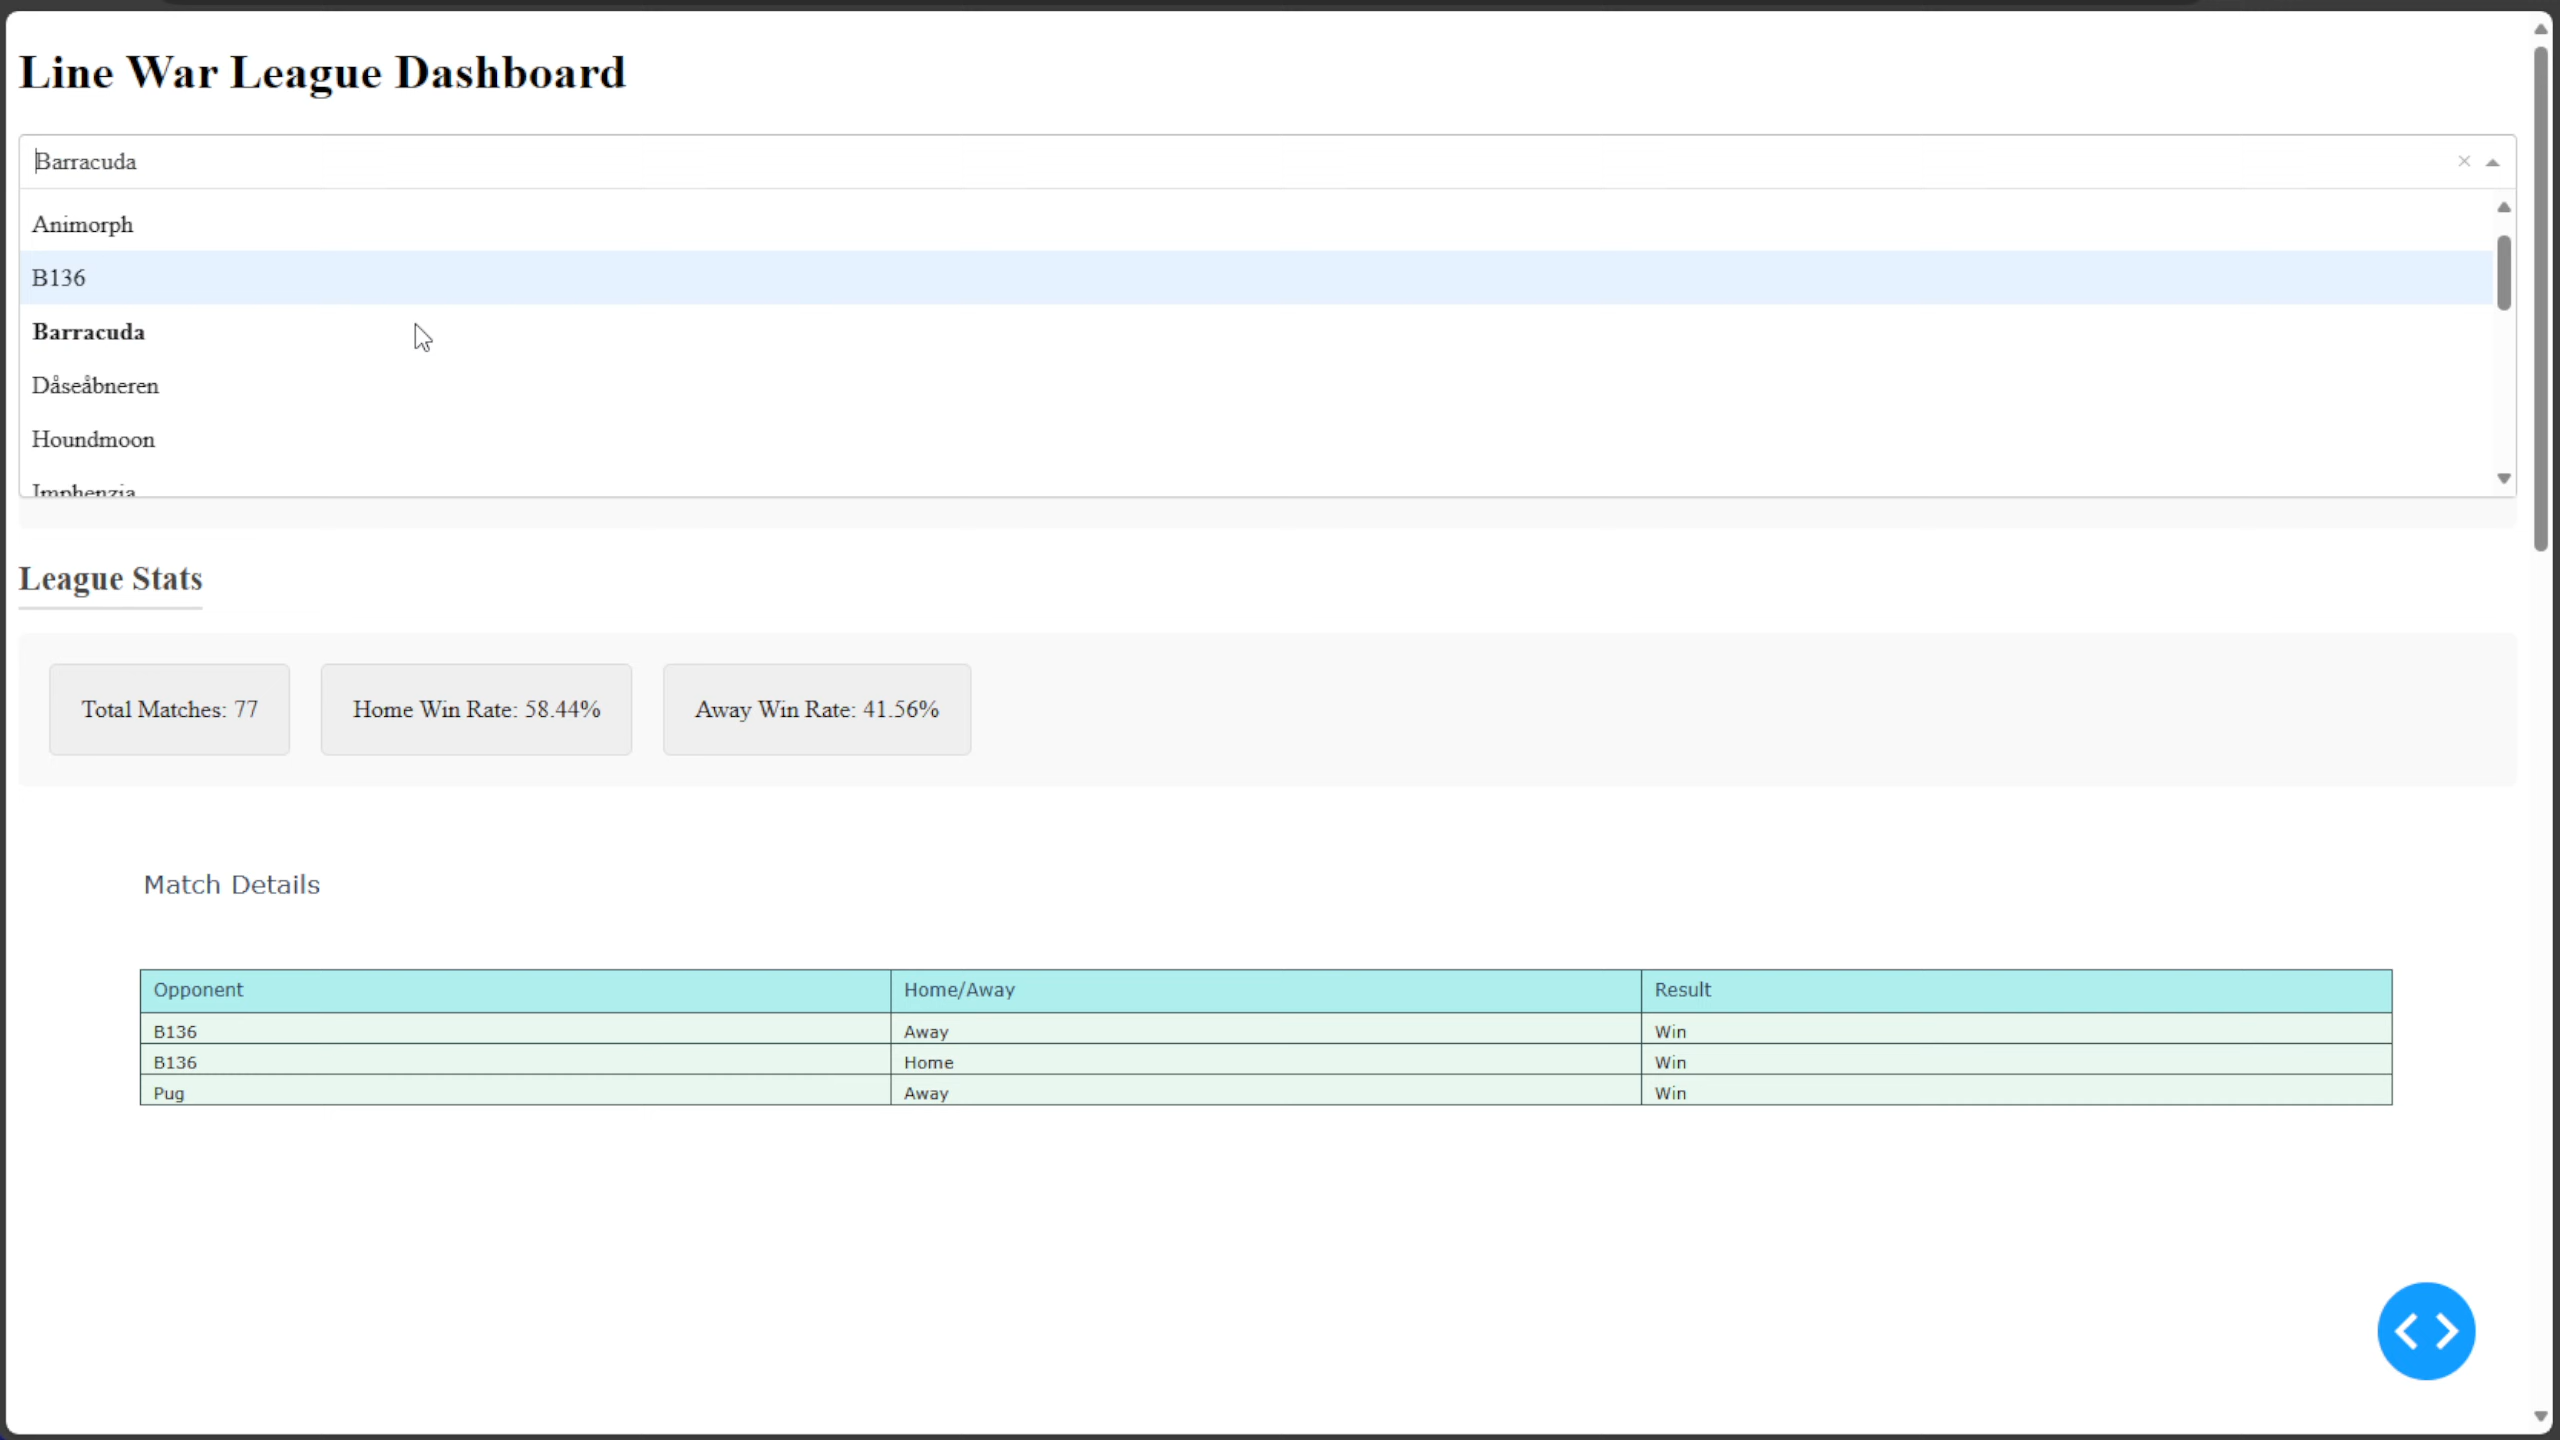 Line War League Dashboard
Barracuda
Animorph
B136
Barracuda
Dåseåbneren
Houndmoon
Imphenzia
League Stats
Total Matches: 77 Home Win Rate: 58.44% Away Win Rate: 41.56%
Match Details
Opponent Home/Away Result
B136 Away Win
B136 Home Win
Pug Away Win